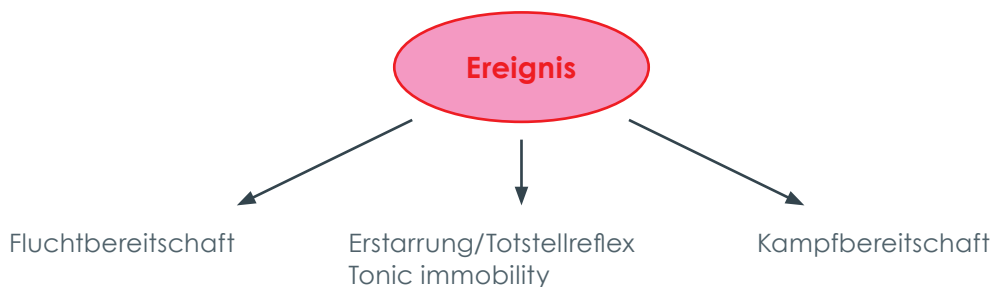 Ereignis
Fluchtbereitschaft
Erstarrung/Totstellreflex
Tonic immobility
Kampfbereitschaft